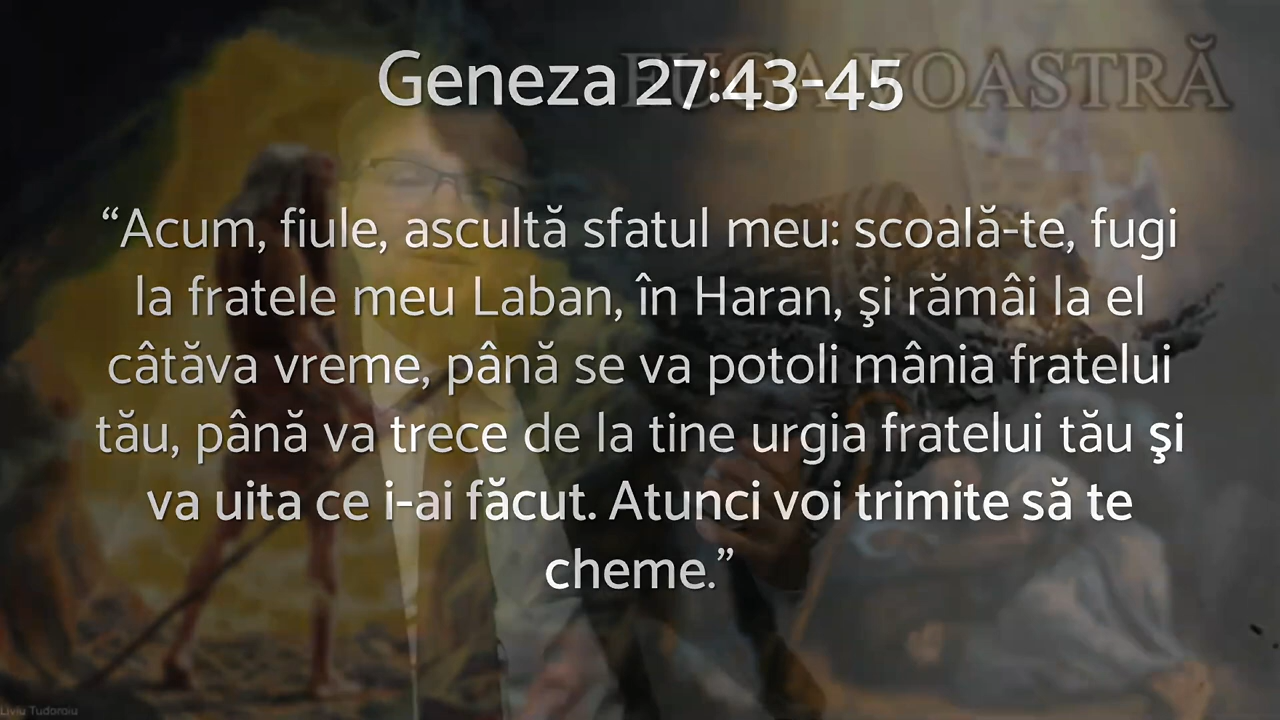 Geneza 27:43-45
FUGA VOASTRĂ
“Acum, fiule, ascultă sfatul meu: scoală-te, fugi
la fratele meu Laban, în Haran, şi rămâi la el
câtăva vreme, până se va potoli mânia fratelui
tău, până va trece de la tine urgia fratelui tău şi
va uita ce i-ai făcut. Atunci voi trimite să te
cheme.”
Liviu Tudoroiu